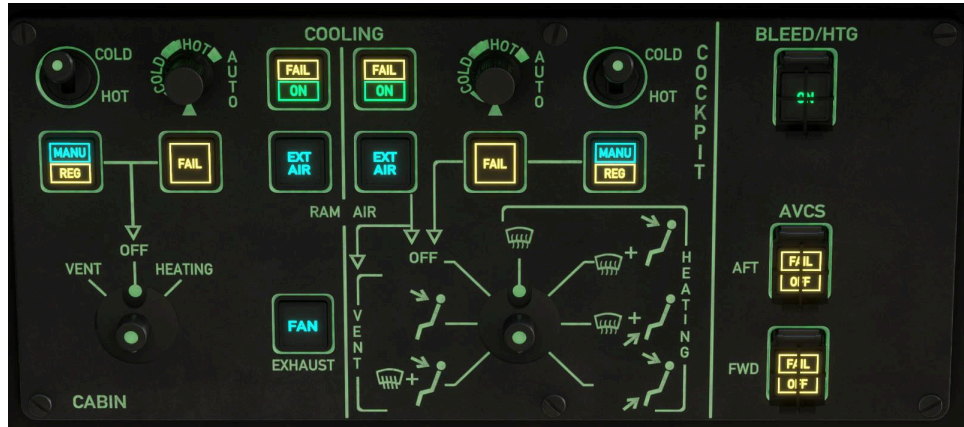 COOLING
BLEED/HTG
COLD
HOT
COLD
HOT
AUTO
FAIL
ON
FAIL
ON
COLD
HOT
AUTO
COLD
HOT
COCKPIT
ON
MANU
REG
FAIL
EXT
AIR
EXT
AIR
FAIL
MANU
REG
RAM AIR
AVCS
OFF
VENT
HEATING
OFF
HEATING
AFT
FAIL
OFF
VENT
FAN
EXHAUST
FWD
FAIL
OFF
CABIN